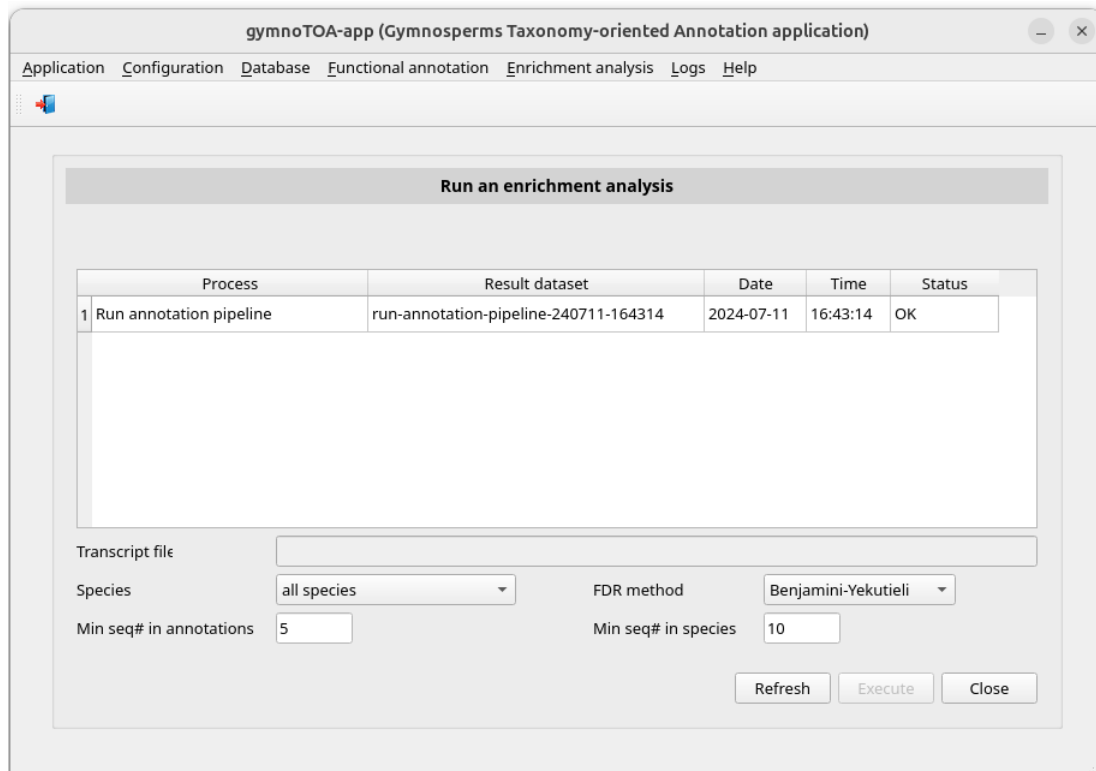 gymnoTOA-app (Gymnosperms Taxonomy-oriented Annotation application)
Application Configuration Database Functional annotation Enrichment analysis Logs Help
Run an enrichment analysis
Process Result dataset Date Time Status
1 Run annotation pipeline run-annotation-pipeline-240711-164314 2024-07-11 16:43:14 OK
Transcript file
Species all species FDR method Benjamini-Yekutieli
Min seq# in annotations 5 Min seq# in species 10
Refresh Execute Close